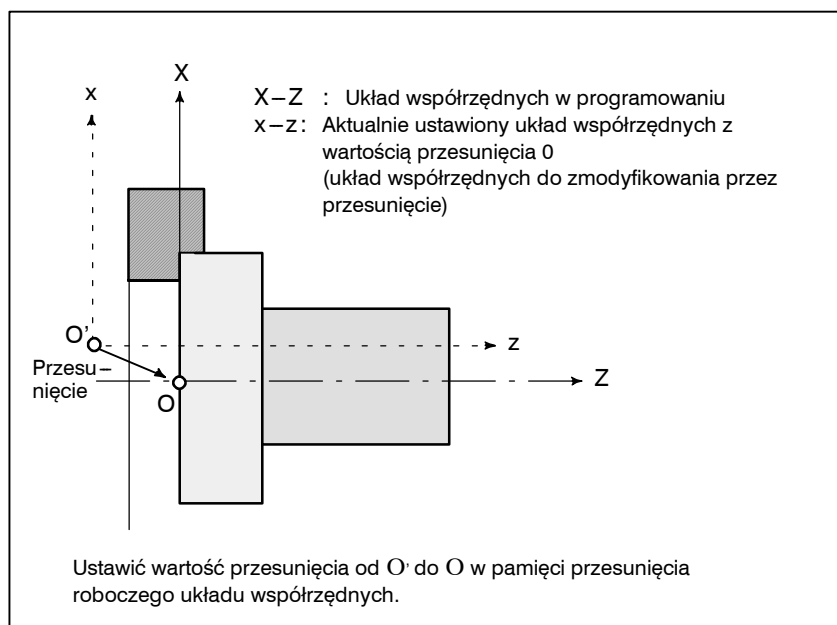 X
x
X–Z : Układ współrzędnych w programowaniu
x–z: Aktualnie ustawiony układ współrzędnych z
wartością przesunięcia 0
(układ współrzędnych do zmodyfikowania przez
przesunięcie)
O'
z
Przesu–
nięcie
O
Z
Ustawić wartość przesunięcia od O' do O w pamięci przesunięcia
roboczego układu współrzędnych.